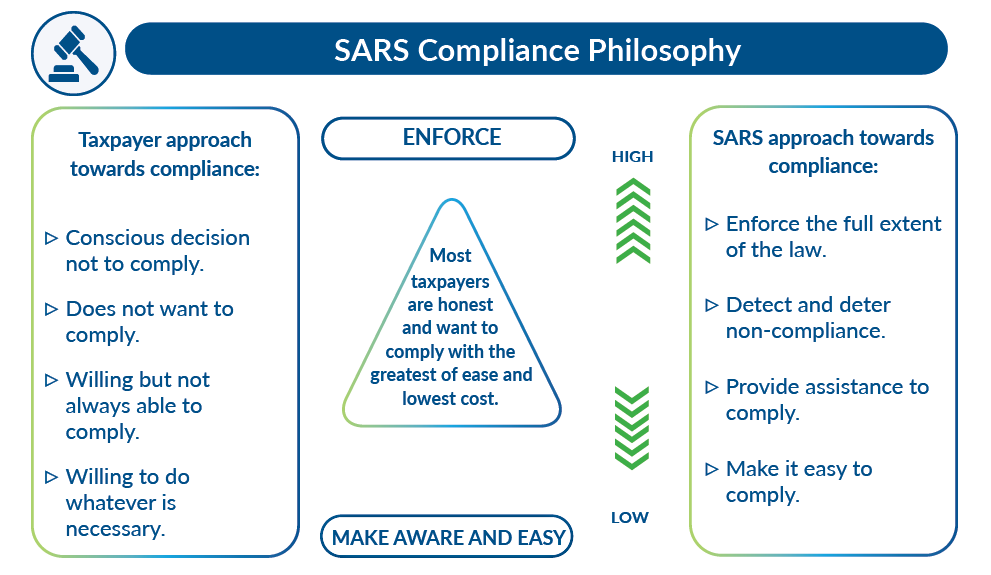 SARS Compliance Philosophy
Taxpayer approach
towards compliance:
Conscious decision
not to comply.
Does not want to
comply.
Willing but not
always able to
comply.
Willing to do
whatever is
necessary.
ENFORCE
Most
taxpayers
are honest
and want to
comply with the
greatest of ease and
lowest cost.
MAKE AWARE AND EASY
HIGH
LOW
SARS approach towards
compliance:
Enforce the full extent
of the law.
Detect and deter
non-compliance.
Provide assistance to
comply.
Make it easy to
comply.